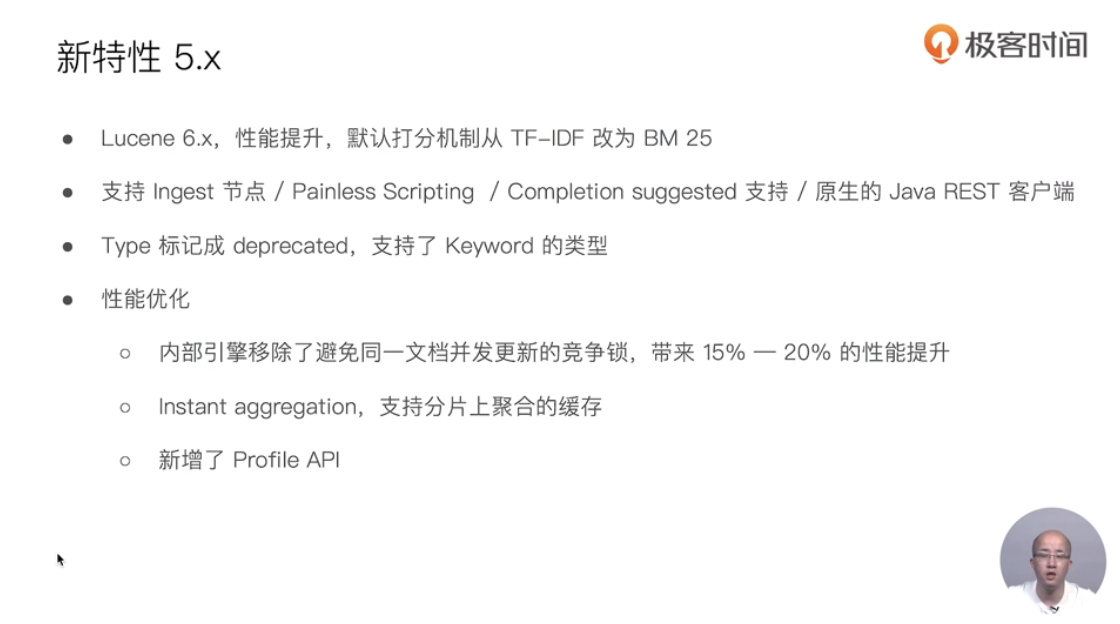 新特性 5.x
极客时间
● Lucene 6.x，性能提升，默认打分机制从 TF-IDF 改为 BM 25
● 支持 Ingest 节点 / Painless Scripting / Completion suggested 支持 / 原生的 Java REST 客户端
● Type 标记成 deprecated，支持了 Keyword 的类型
● 性能优化
○ 内部引擎移除了避免同一文档并发更新的竞争锁，带来 15% — 20% 的性能提升
○ Instant aggregation，支持分片上聚合的缓存
○ 新增了 Profile API